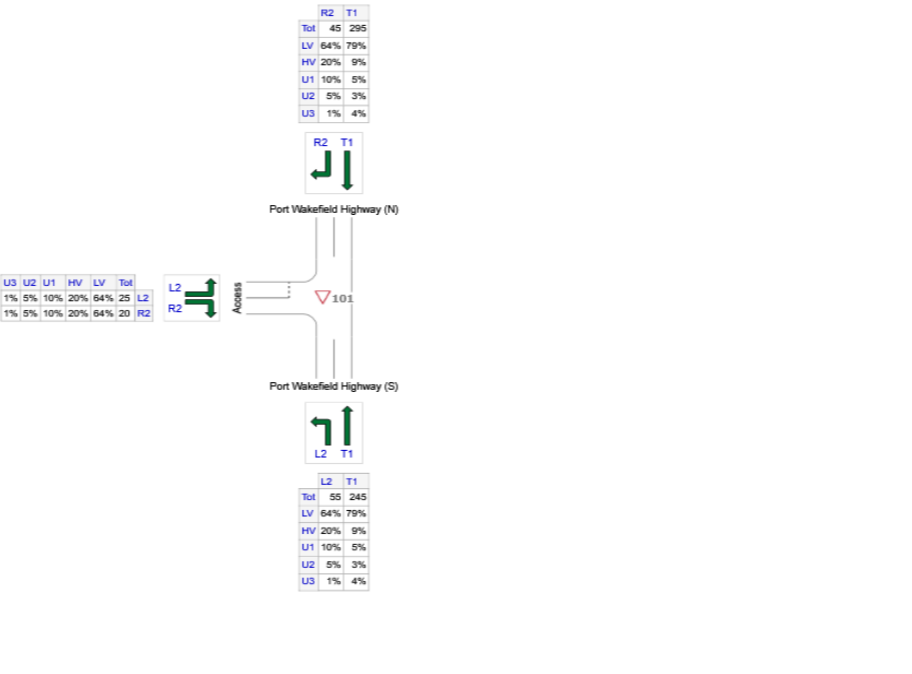 R2 T1
Tot 45 295
LV 64% 79%
HV 20% 9%
U1 10% 5%
U2 5% 3%
U3 1% 4%
R2 T1
Port Wakefield Highway (N)
U3 U2 U1 HV LV Tot
1% 5% 10% 20% 64% 25 L2
1% 5% 10% 20% 64% 20 R2
L2
R2
Access
101
Port Wakefield Highway (S)
L2 T1
L2 T1
Tot 55 245
LV 64% 79%
HV 20% 9%
U1 10% 5%
U2 5% 3%
U3 1% 4%